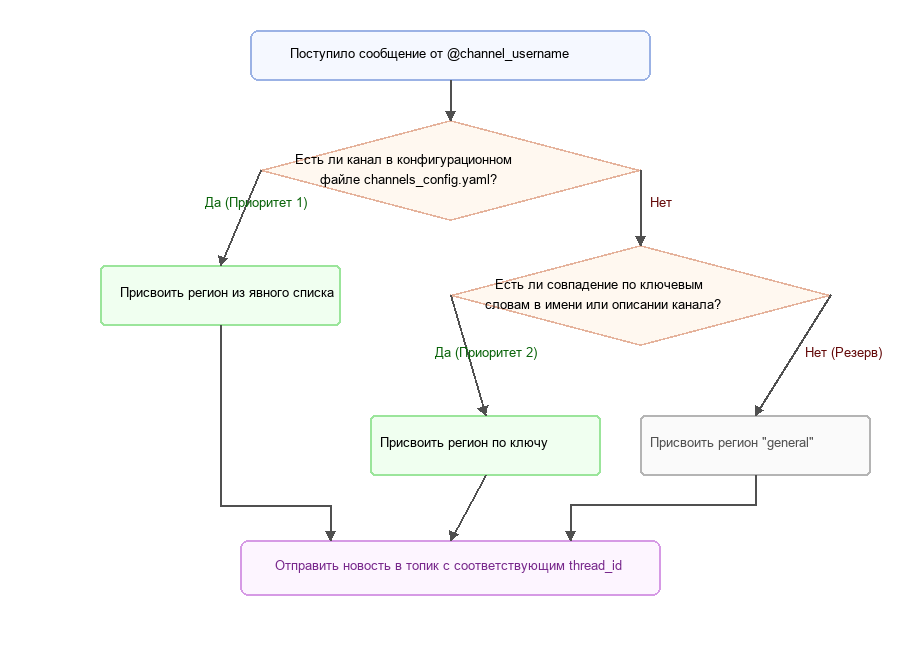 Поступило сообщение от @channel_username
Есть ли канал в конфигурационном
файле channels_config.yaml?
Да (Приоритет 1)
Нет
Присвоить регион из явного списка
Есть ли совпадение по ключевым
словам в имени или описании канала?
Да (Приоритет 2)
Нет (Резерв)
Присвоить регион по ключу
Присвоить регион "general"
Отправить новость в топик с соответствующим thread_id